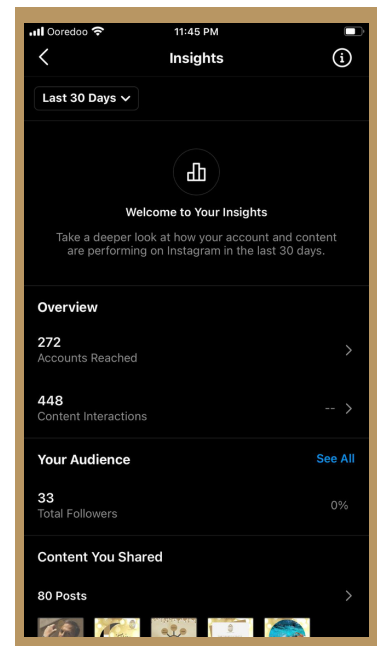 Ooredoo 11:45 PM
Insights
Last 30 Days
Welcome to Your Insights
Take a deeper look at how your account and content
are performing on Instagram in the last 30 days.
Overview
272
Accounts Reached
448
Content Interactions --
Your Audience See All
33
Total Followers 0%
Content You Shared
80 Posts